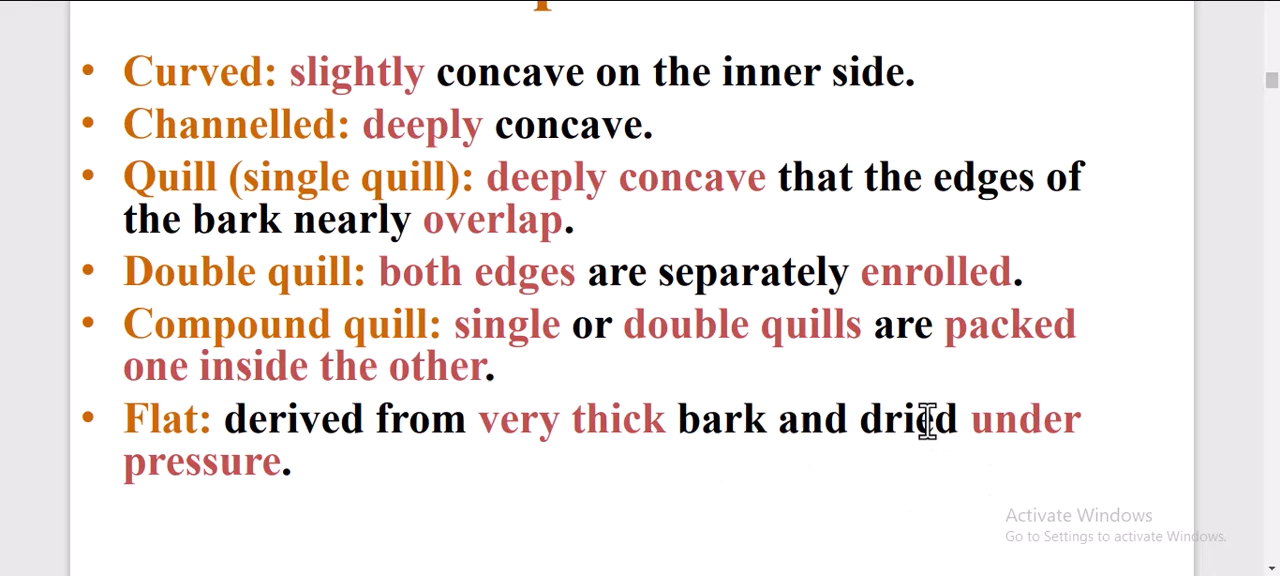 • Curved: slightly concave on the inner side.
• Channelled: deeply concave.
• Quill (single quill): deeply concave that the edges of
the bark nearly overlap.
• Double quill: both edges are separately enrolled.
• Compound quill: single or double quills are packed
one inside the other.
• Flat: derived from very thick bark and dried under
pressure.
Activate Windows
Go to Settings to activate Windows.